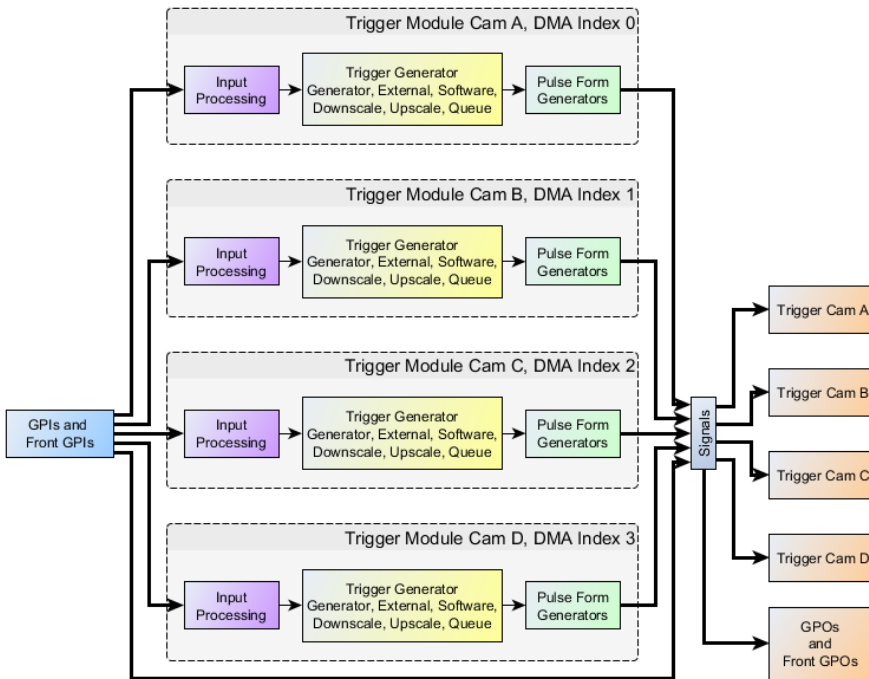 Trigger Module Cam A, DMA Index 0
Input
Processing
Trigger Generator
Generator, External, Software,
Downscale, Upscale, Queue
Pulse Form
Generators
Trigger Module Cam B, DMA Index 1
Input
Processing
Trigger Generator
Generator, External, Software,
Downscale, Upscale, Queue
Pulse Form
Generators
Trigger Module Cam C, DMA Index 2
Input
Processing
Trigger Generator
Generator, External, Software,
Downscale, Upscale, Queue
Pulse Form
Generators
Trigger Module Cam D, DMA Index 3
Input
Processing
Trigger Generator
Generator, External, Software,
Downscale, Upscale, Queue
Pulse Form
Generators
GPIs and
Front GPIs
Signals
Trigger Cam A
Trigger Cam B
Trigger Cam C
Trigger Cam D
GPOs
and
Front GPOs